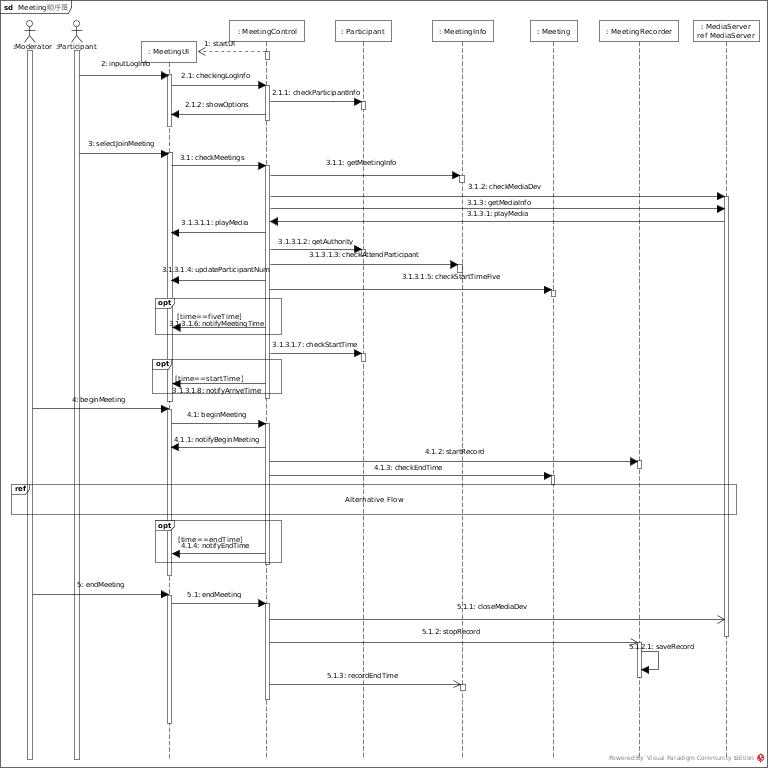 sd Meeting顺序图
: MeetingControl
: Participant
: MeetingInfo
: Meeting
: MeetingRecorder
: MediaServer
ref MediaServer
:Moderator
:Participant
: MeetingUI
1: startUI
2: inputLogInfo
2.1: checkingLogInfo
2.1.1: checkParticipantInfo
2.1.2: showOptions
3: selectJoinMeeting
3.1: checkMeetings
3.1.1: getMeetingInfo
3.1.2: checkMediaDev
3.1.3: getMediaInfo
3.1.3.1: playMedia
3.1.3.1.1: playMedia
3.1.3.1.2: getAuthority
3.1.3.1.3: checkAttendParticipant
3.1.3.1.4: updateParticipantNum
3.1.3.1.5: checkStartTimeFive
opt
[time==fiveTime]
3.1.3.1.6: notifyMeetingTime
3.1.3.1.7: checkStartTime
opt
[time==startTime]
3.1.3.1.8: notifyArriveTime
4: beginMeeting
4.1: beginMeeting
4.1.1: notifyBeginMeeting
4.1.2: startRecord
4.1.3: checkEndTime
ref
Alternative Flow
opt
[time==endTime]
4.1.4: notifyEndTime
5: endMeeting
5.1: endMeeting
5.1.1: closeMediaDev
5.1.2: stopRecord
5.1.2.1: saveRecord
5.1.3: recordEndTime
Powered By Visual Paradigm Community Edition